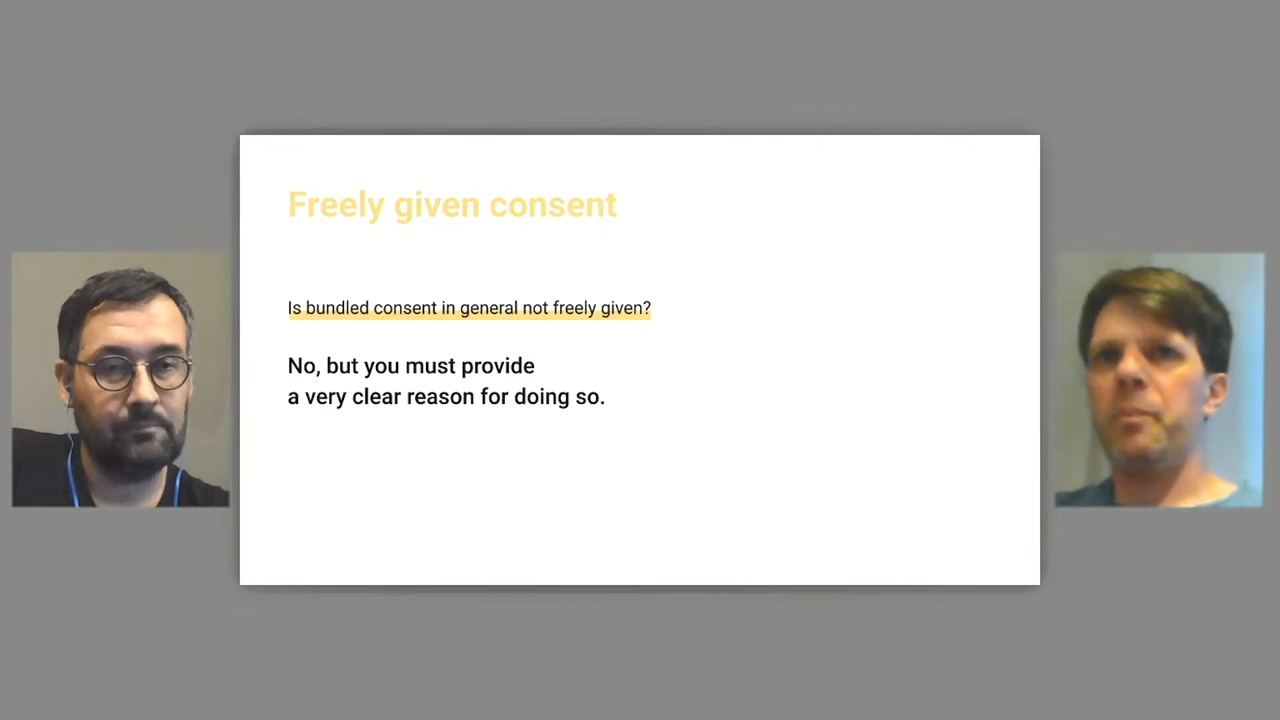 Freely given consent
Is bundled consent in general not freely given?
No, but you must provide
a very clear reason for doing so.